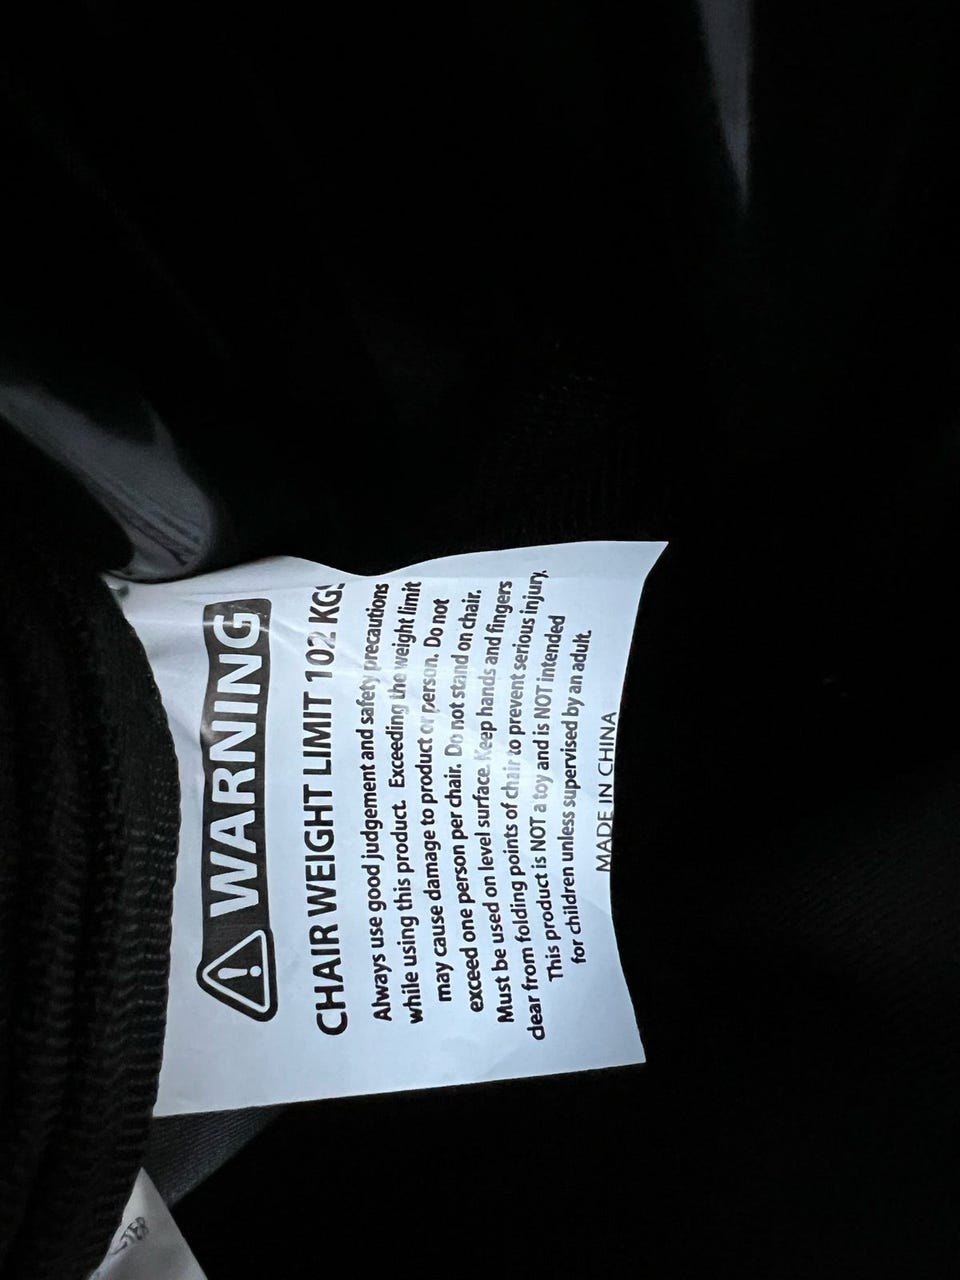 WARNING
CHAIR WEIGHT LIMIT 102 KGS
Always use good judgement and safety precautions
while using this product. Exceeding the weight limit
may cause damage to product or person. Do not
exceed one person per chair. Do not stand on chair.
Must be used on level surface. Keep hands and fingers
clear from folding points of chair to prevent serious injury.
This product is NOT a toy and is NOT intended
for children unless supervised by an adult.
MADE IN CHINA